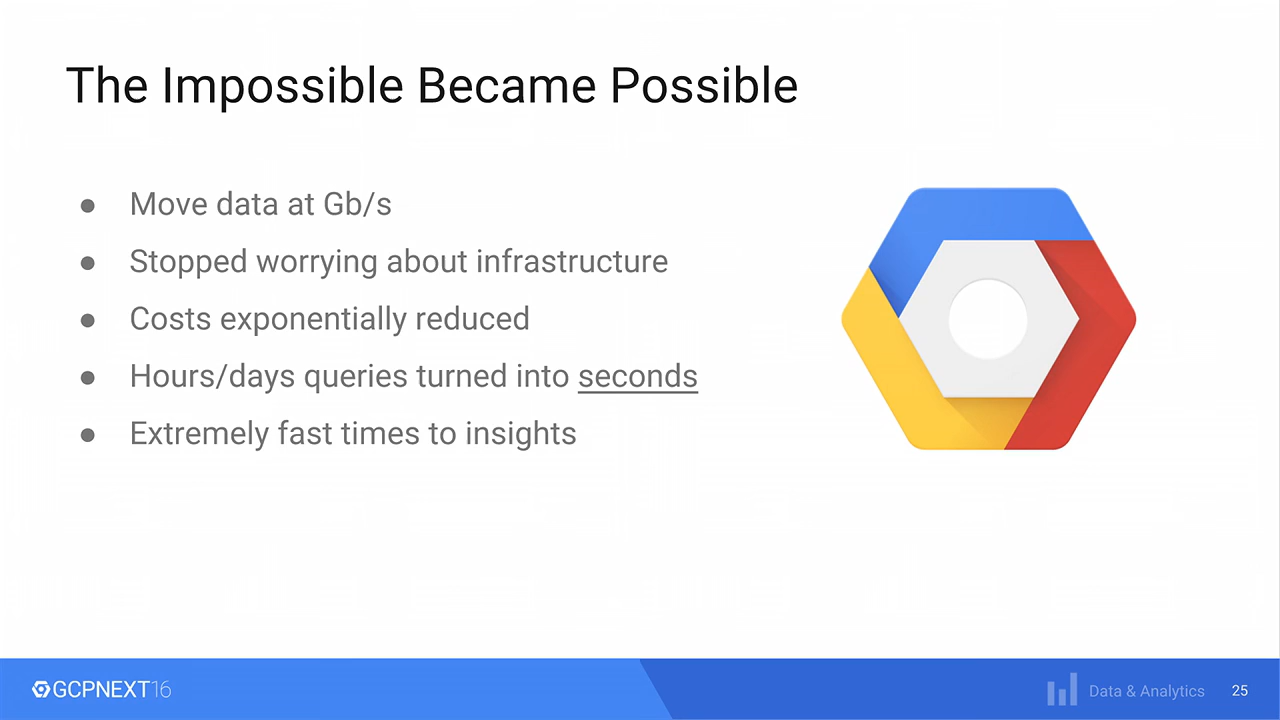 The Impossible Became Possible
● Move data at Gb/s
● Stopped worrying about infrastructure
● Costs exponentially reduced
● Hours/days queries turned into seconds
● Extremely fast times to insights
GCPNEXT16
Data & Analytics 25